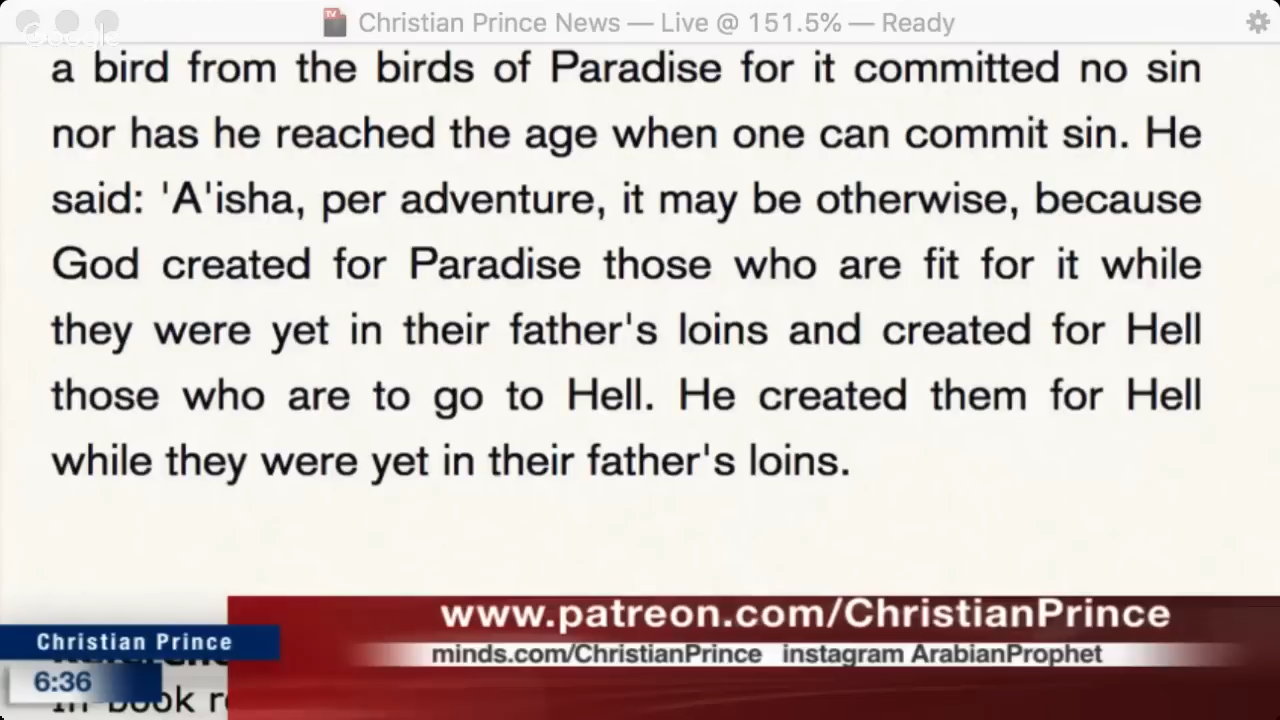 Christian Prince News — Live @ 151.5% — Ready
Google
a bird from the birds of Paradise for it committed no sin
nor has he reached the age when one can commit sin. He
said: 'A'isha, per adventure, it may be otherwise, because
God created for Paradise those who are fit for it while
they were yet in their father's loins and created for Hell
those who are to go to Hell. He created them for Hell
while they were yet in their father's loins.
www.patreon.com/ChristianPrince
Christian Prince
minds.com/ChristianPrince instagram ArabianProphet
6:36
In-book